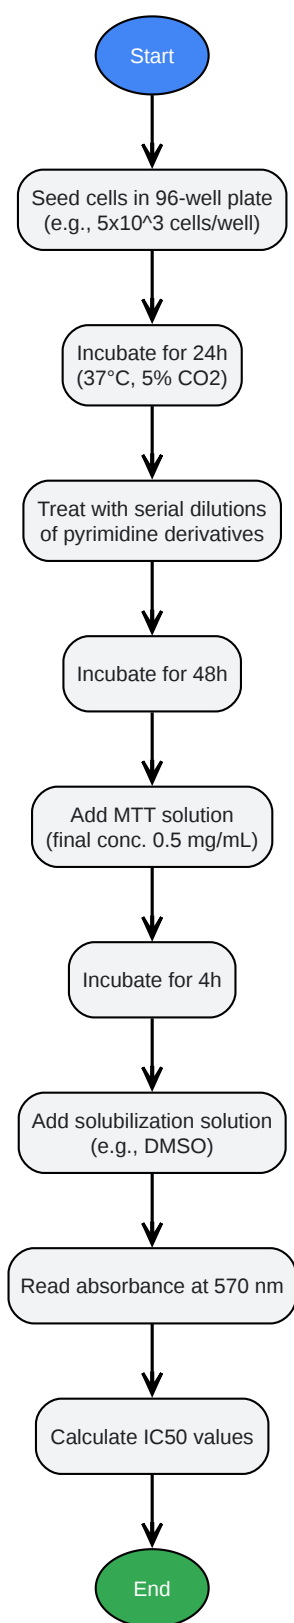 Start
Seed cells in 96-well plate
(e.g., 5x10^3 cells/well)
Incubate for 24h
(37°C, 5% CO2)
Treat with serial dilutions
of pyrimidine derivatives
Incubate for 48h
Add MTT solution
(final conc. 0.5 mg/mL)
Incubate for 4h
Add solubilization solution
(e.g., DMSO)
Read absorbance at 570 nm
Calculate IC50 values
End